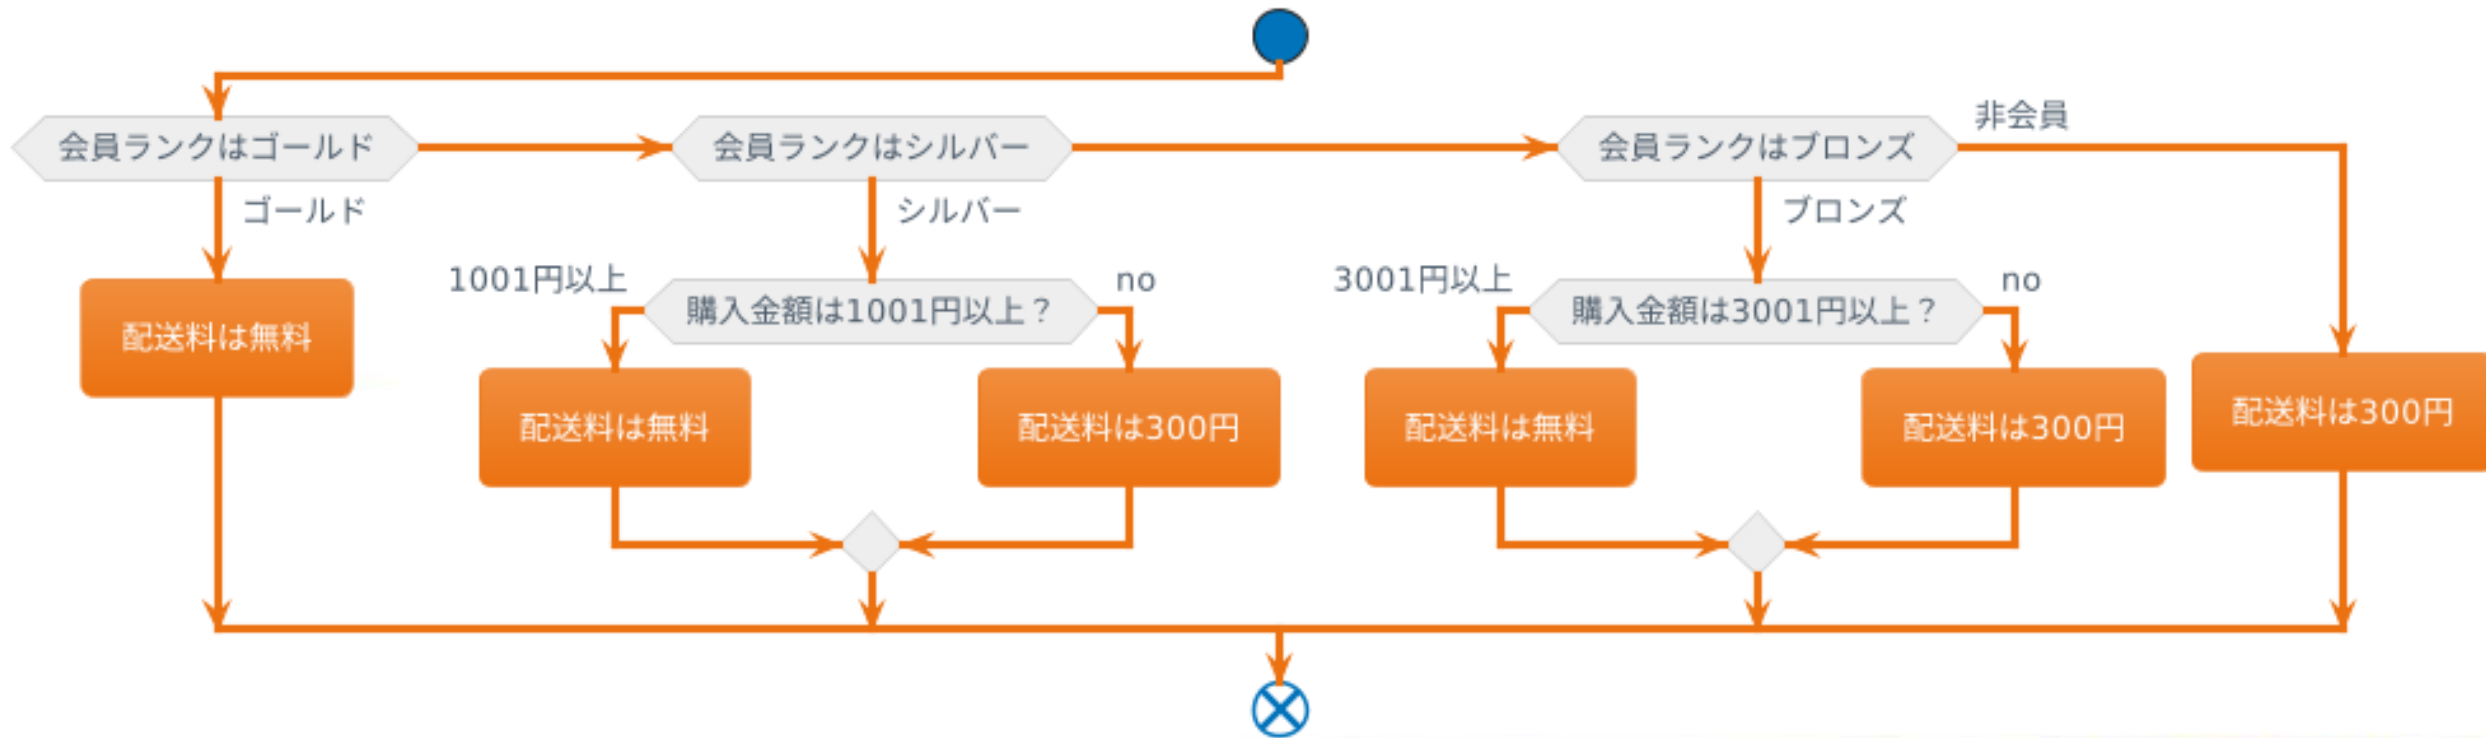 会員ランクはゴールド
会員ランクはシルバー
会員ランクはブロンズ
非会員
ゴールド
シルバー
ブロンズ
1001円以上
購入金額は1001円以上？
no
3001円以上
購入金額は3001円以上？
no
配送料は無料
配送料は無料
配送料は300円
配送料は無料
配送料は300円
配送料は300円